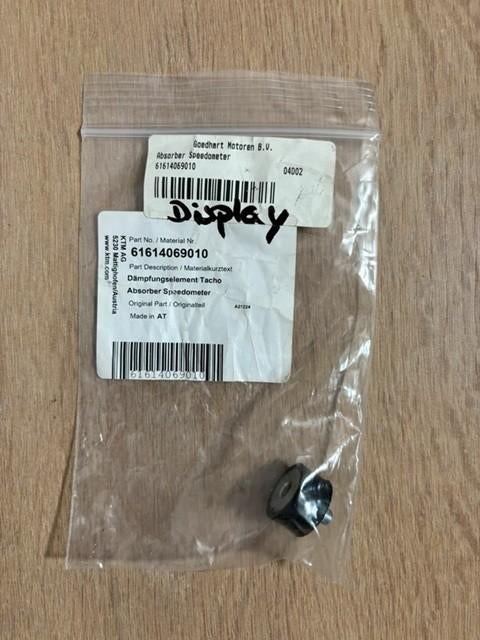 Goedhart Motoren B.V.
Absorber Speedometer
61614069010 04D02
Display
KTM AG
5230 Mattighofen/Austria
www.ktm.com
Part No. / Material Nr.
61614069010
Part Description / Materialkurztext
Dämpfungselement Tacho
Absorber Speedometer
Original Part / Originalteil A21224
Made in AT
61614069010